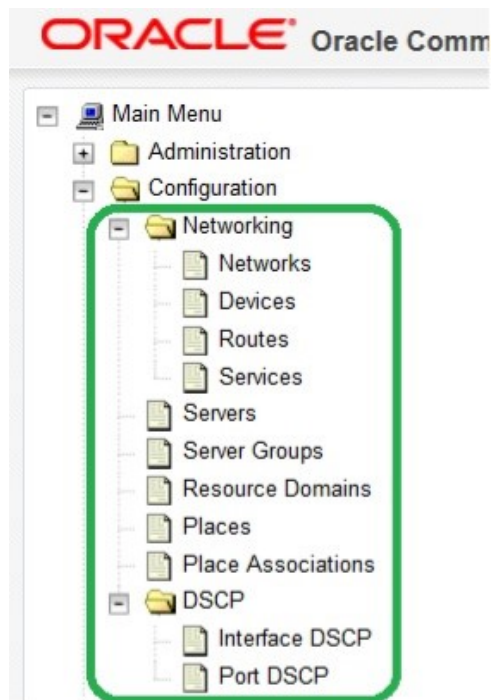 ORACLE® Oracle Comm
Main Menu
Administration
Configuration
Networking
Networks
Devices
Routes
Services
Servers
Server Groups
Resource Domains
Places
Place Associations
DSCP
Interface DSCP
Port DSCP